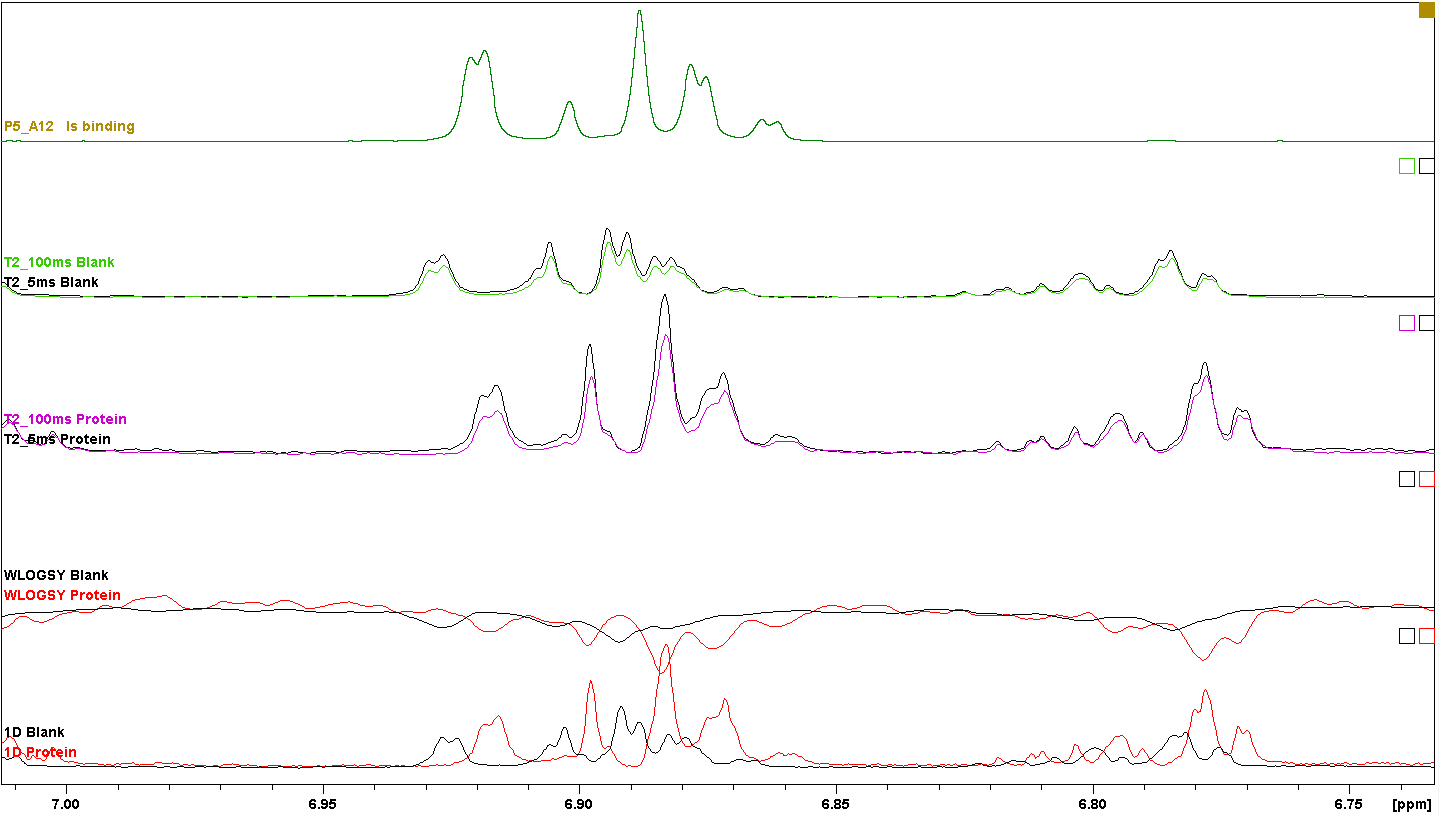 P5_A12 Is binding
T2_100ms Blank
T2_5ms Blank
T2_100ms Protein
T2_5ms Protein
WLOGSY Blank
WLOGSY Protein
1D Blank
1D Protein
7.00 6.95 6.90 6.85 6.80 6.75 [ppm]